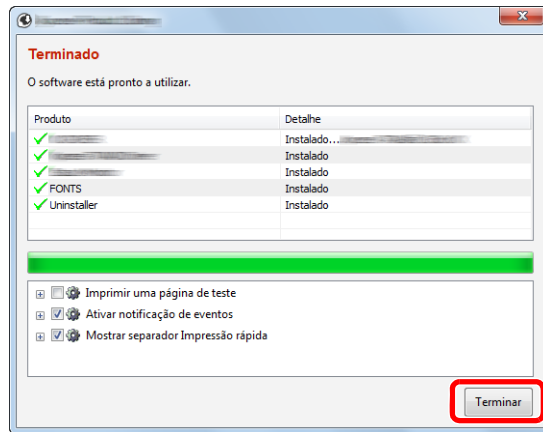 Terminado
O software está pronto a utilizar.
Produto Detalhe
Instalado...
Instalado
Instalado
FONTS Instalado
Uninstaller Instalado
Imprimir uma página de teste
Ativar notificação de eventos
Mostrar separador Impressão rápida
Terminar